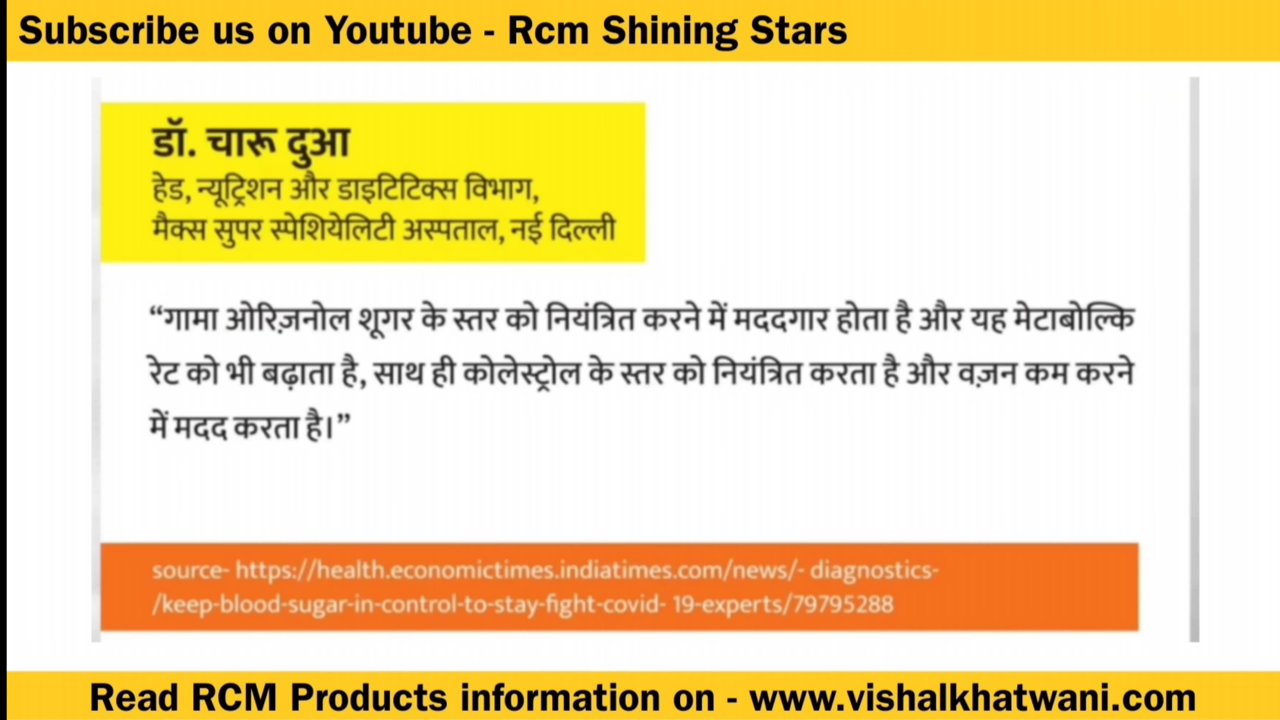 Subscribe us on Youtube - Rcm Shining Stars
डॉ. चारू दुआ
हेड, न्यूट्रिशन और डाइटिटिक्स विभाग,
मैक्स सुपर स्पेशियेलिटी अस्पताल, नई दिल्ली
“गामा ओरिज़नोल शूगर के स्तर को नियंत्रित करने में मददगार होता है और यह मेटाबोल्कि
रेट को भी बढ़ाता है, साथ ही कोलेस्ट्रोल के स्तर को नियंत्रित करता है और वज़न कम करने
में मदद करता है।”
source- https://health.economictimes.indiatimes.com/news/- diagnostics-
/keep-blood-sugar-in-control-to-stay-fight-covid- 19-experts/79795288
Read RCM Products information on - www.vishalkhatwani.com